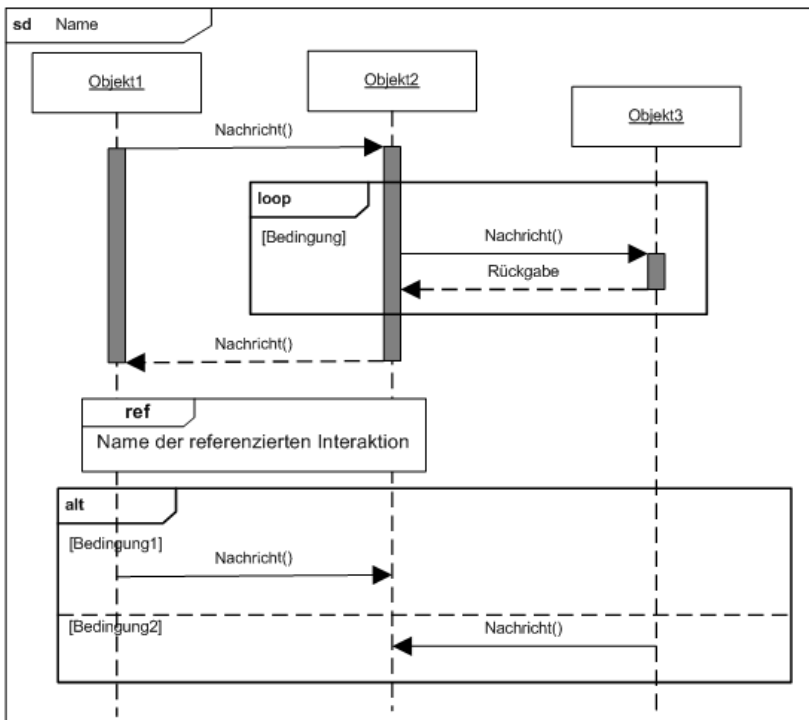 sd Name
Objekt1
Objekt2
Objekt3
Nachricht()
loop
[Bedingung]
Nachricht()
Rückgabe
Nachricht()
ref
Name der referenzierten Interaktion
alt
[Bedingung1]
Nachricht()
[Bedingung2]
Nachricht()